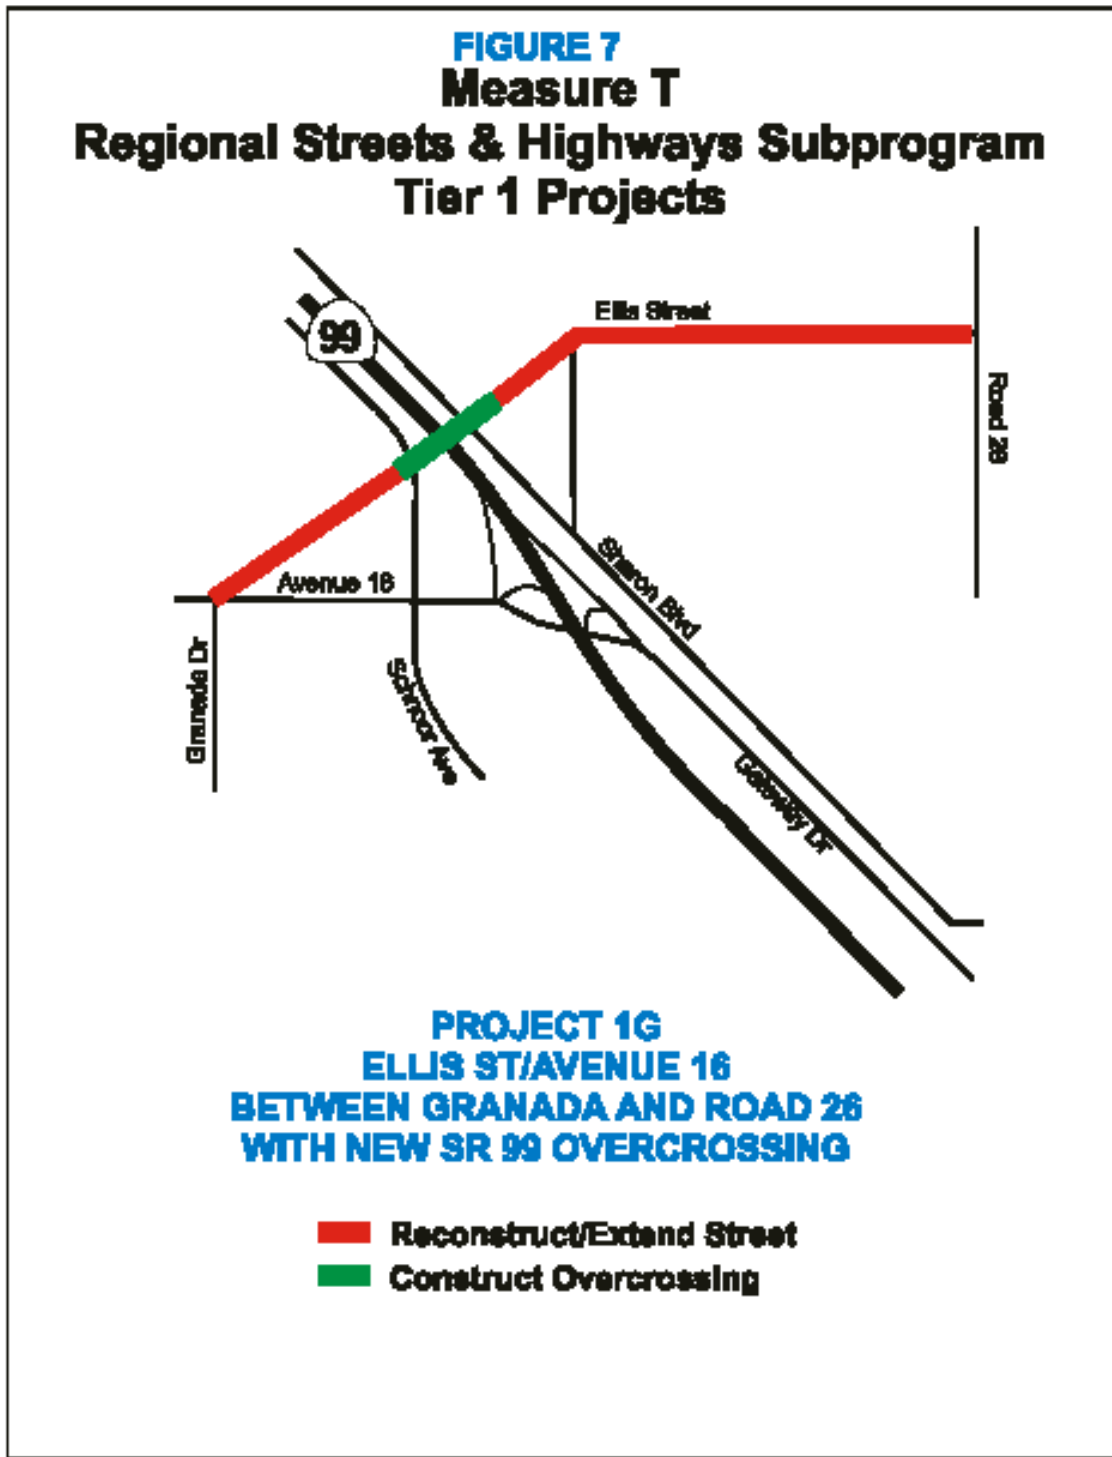 FIGURE 7
Measure T
Regional Streets & Highways Subprogram
Tier 1 Projects
99
Ellis Street
Road 26
Avenue 16
Sharon Blvd
Granada Dr
Schnoor Ave
Gateway Dr
PROJECT 1G
ELLIS ST/AVENUE 16
BETWEEN GRANADA AND ROAD 26
WITH NEW SR 99 OVERCROSSING
Reconstruct/Extend Street
Construct Overcrossing